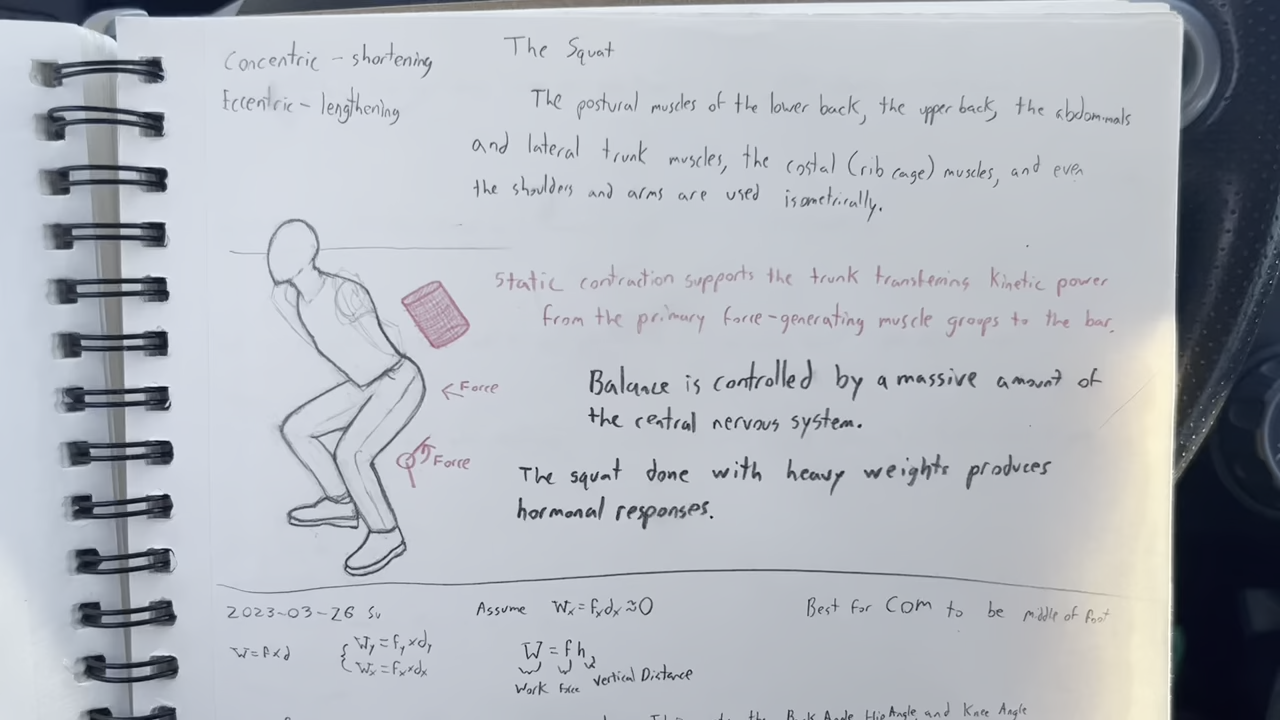 Concentric - shortening
Eccentric - lengthening
The Squat
The postural muscles of the lower back, the upper back, the abdominals
and lateral trunk muscles, the costal (rib cage) muscles, and even
the shoulders and arms are used isometrically.
Static contraction supports the trunk transferring kinetic power
from the primary force-generating muscle groups to the bar.
Balance is controlled by a massive amount of
the central nervous system.
← Force
Force
The squat done with heavy weights produces
hormonal responses.
2023-03-26 Su
Assume Wx = fxdx ≈ 0
Best for COM to be middle of foot
W = f×d
Wy = fy×dy
Wx = fx×dx
W = fh
Work Force Vertical Distance
the Back Angle, Hip Angle, and Knee Angle